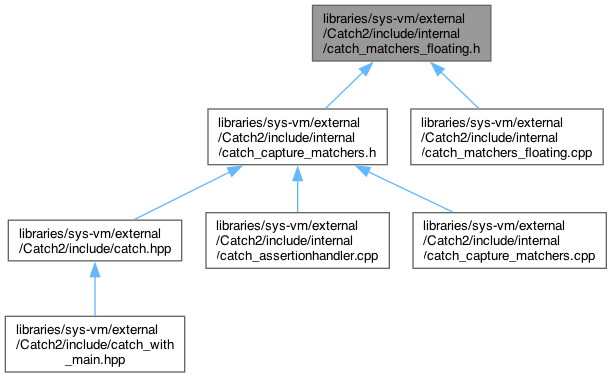 libraries/sys-vm/external
/Catch2/include/internal
/catch_matchers_floating.h
libraries/sys-vm/external
/Catch2/include/internal
/catch_capture_matchers.h
libraries/sys-vm/external
/Catch2/include/internal
/catch_matchers_floating.cpp
libraries/sys-vm/external
/Catch2/include/catch.hpp
libraries/sys-vm/external
/Catch2/include/internal
/catch_assertionhandler.cpp
libraries/sys-vm/external
/Catch2/include/internal
/catch_capture_matchers.cpp
libraries/sys-vm/external
/Catch2/include/catch_with
_main.hpp